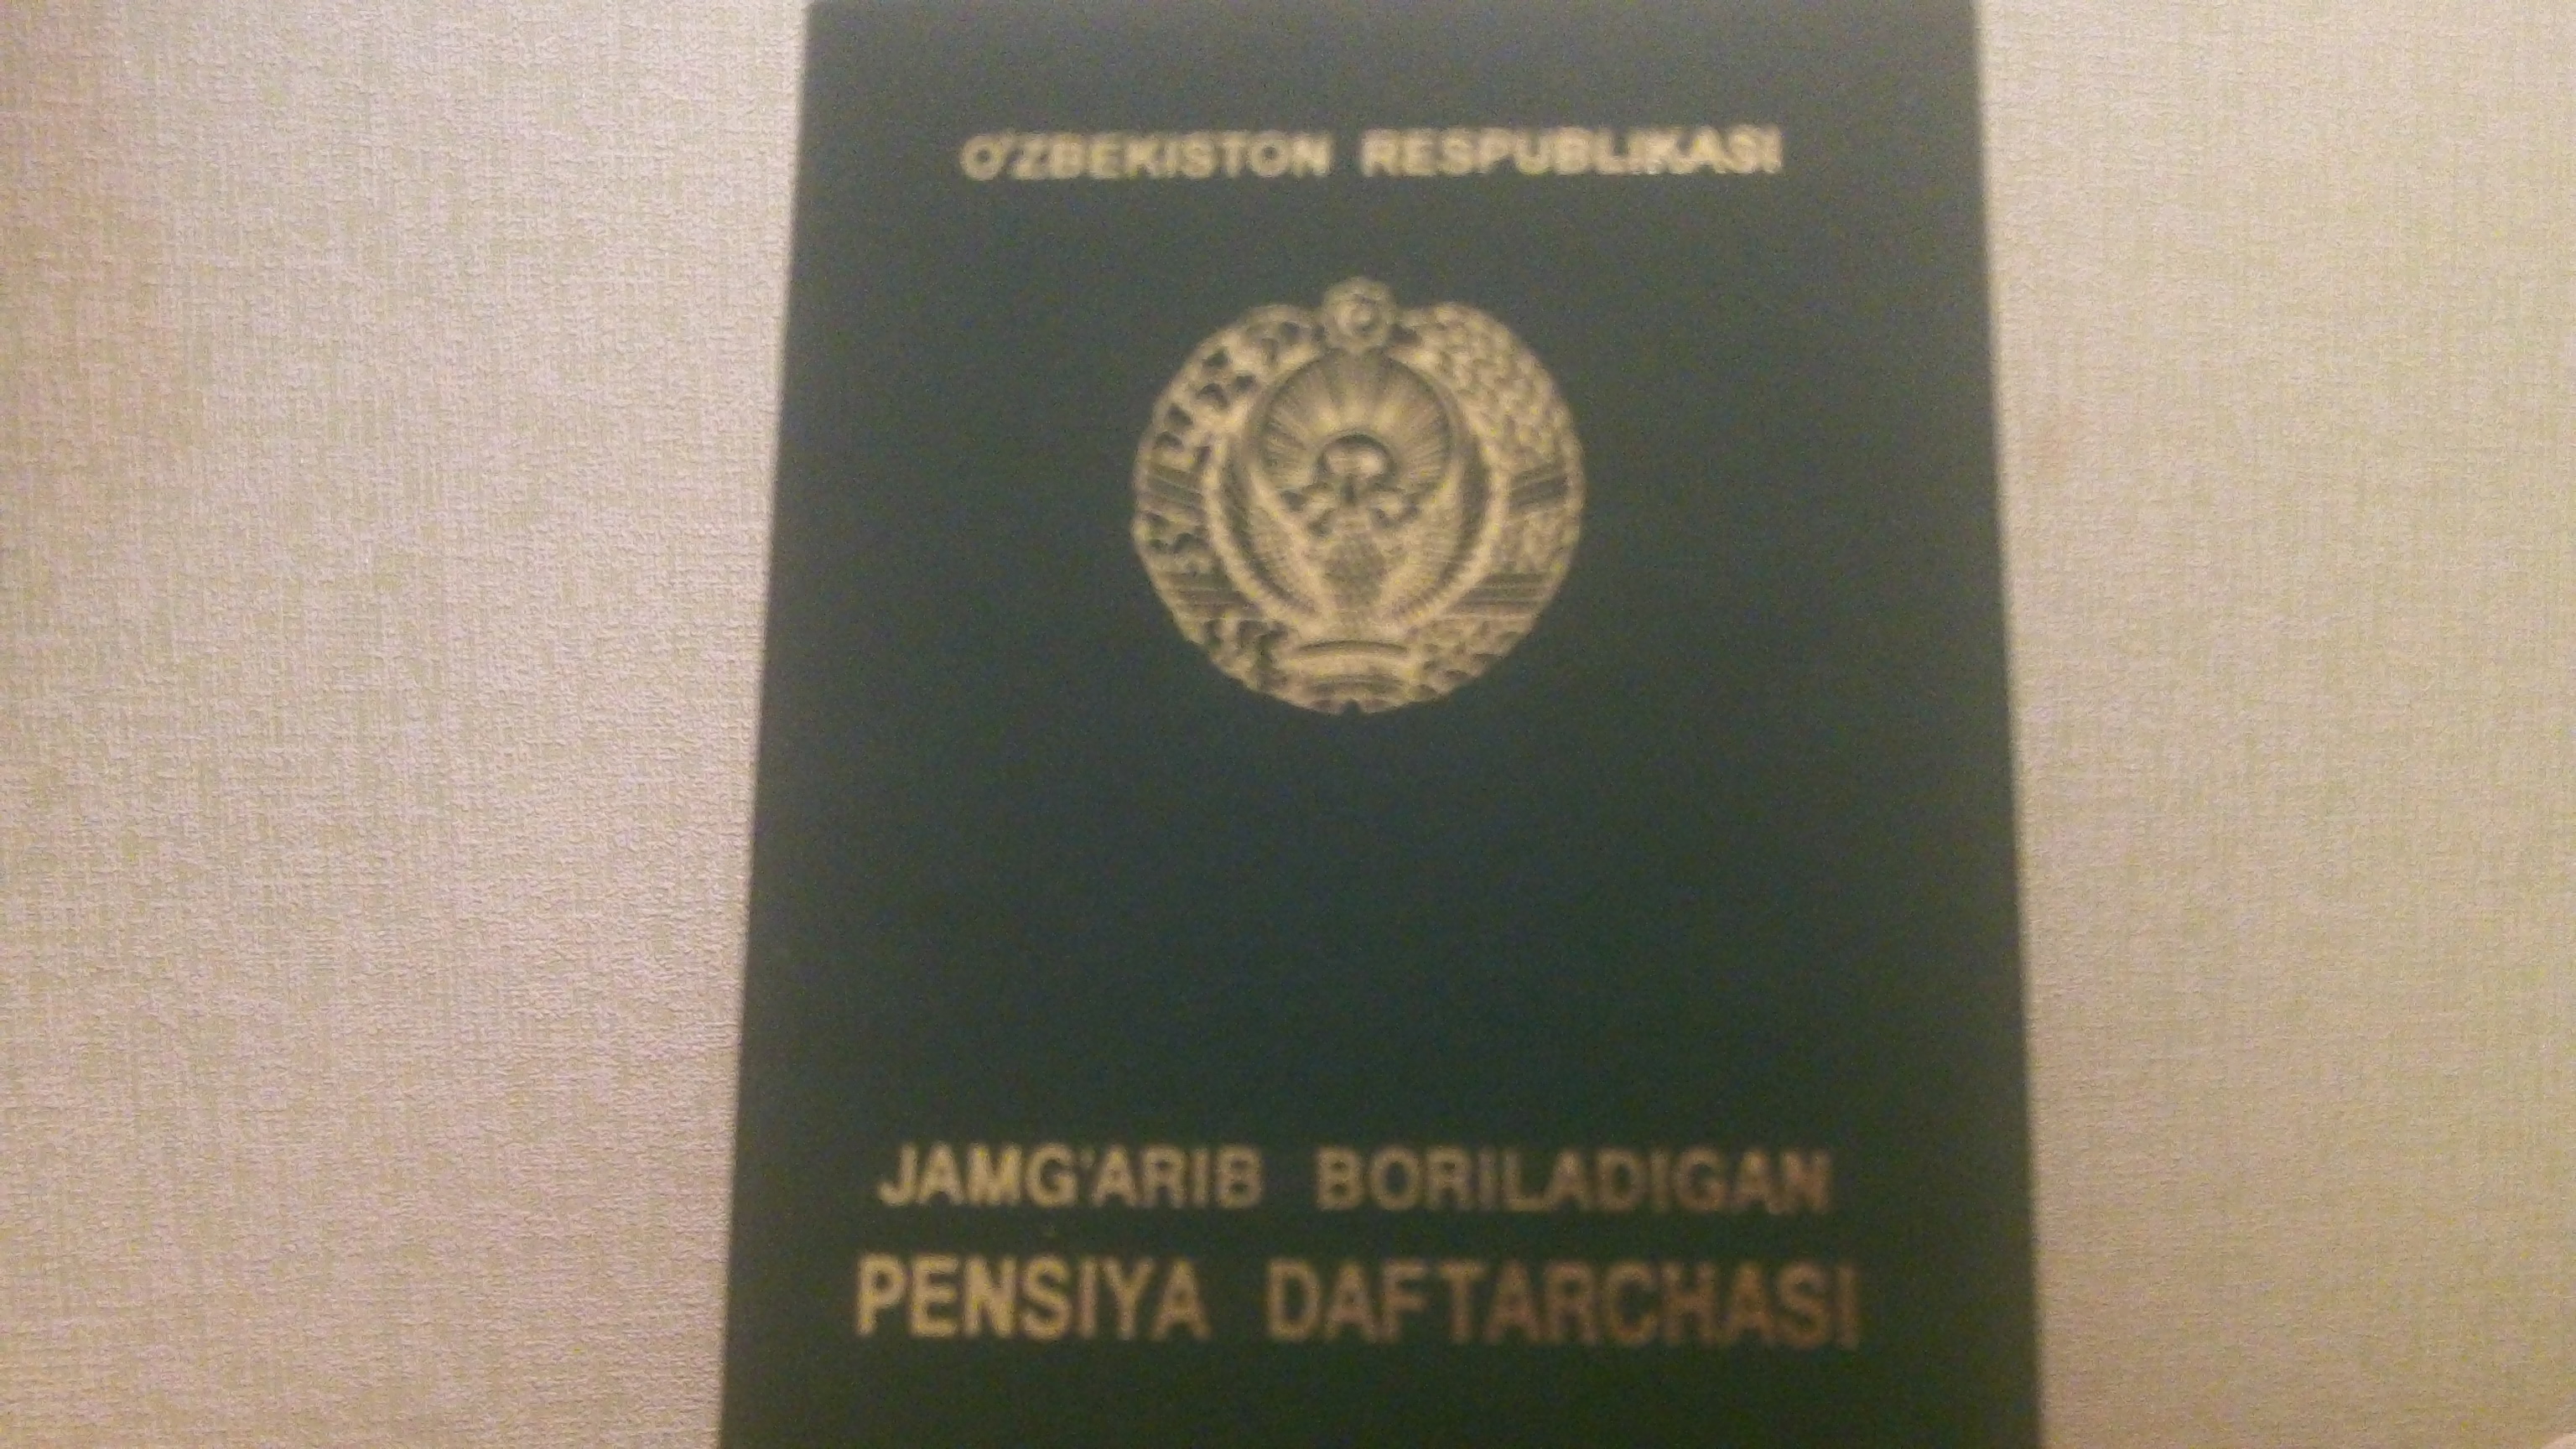 O'ZBEKISTON RESPUBLIKASI
JAMG'ARIB BORILADIGAN
PENSIYA DAFTARCHASI